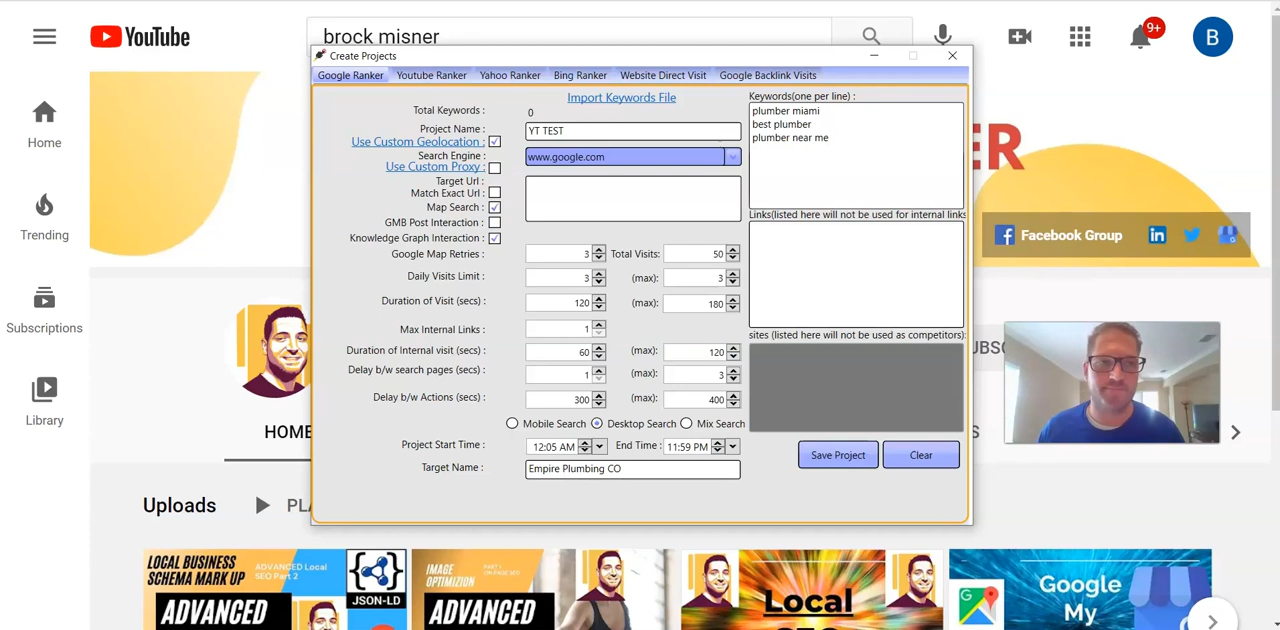 YouTube
brock misner
9+
B
Home
Trending
Subscriptions
Library
Create Projects
Google Ranker
Youtube Ranker
Yahoo Ranker
Bing Ranker
Website Direct Visit
Google Backlink Visits
Import Keywords File
Total Keywords :
0
Project Name :
YT TEST
Use Custom Geolocation :
Search Engine :
www.google.com
Use Custom Proxy :
Target Url :
Match Exact Url :
Map Search :
GMB Post Interaction :
Knowledge Graph Interaction :
Google Map Retries :
3
Total Visits:
50
Daily Visits Limit :
3
(max):
3
Duration of Visit (secs) :
120
(max):
180
Max Internal Links :
1
Duration of Internal visit (secs) :
60
(max):
120
Delay b/w search pages (secs) :
1
(max):
3
Delay b/w Actions (secs) :
300
(max):
400
Mobile Search
Desktop Search
Mix Search
Project Start Time :
12:05 AM
End Time :
11:59 PM
Target Name :
Empire Plumbing CO
Keywords(one per line) :
plumber miami
best plumber
plumber near me
Links(listed here will not be used for internal links
sites (listed here will not be used as competitors):
Save Project
Clear
ER
Facebook Group
HOME
S
Uploads
LOCAL BUSINESS
SCHEMA MARK UP
ADVANCED Local
SEO Part 2
JSON-LD
ADVANCED
IMAGE
OPTIMIZION
ADVANCED
Local
SEO
Google
My